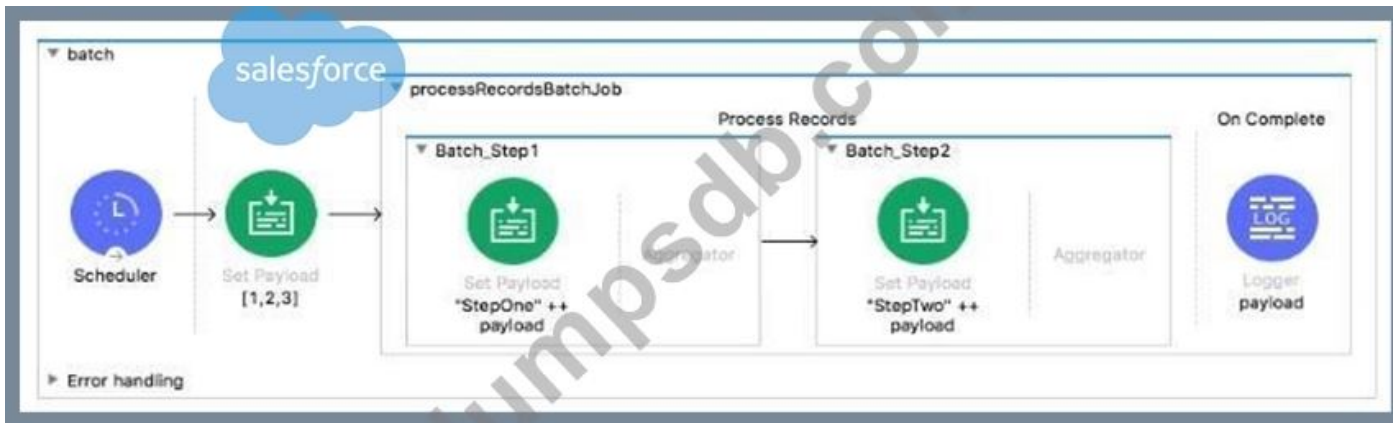 batch
salesforce
processRecordsBatchJob
Process Records
On Complete
Batch_Step1
Batch_Step2
LOG
Scheduler
Set Payload
[1,2,3]
Set Payload
"StepOne" ++
payload
Aggregator
Set Payload
"StepTwo" ++
payload
Aggregator
Logger
payload
Error handling